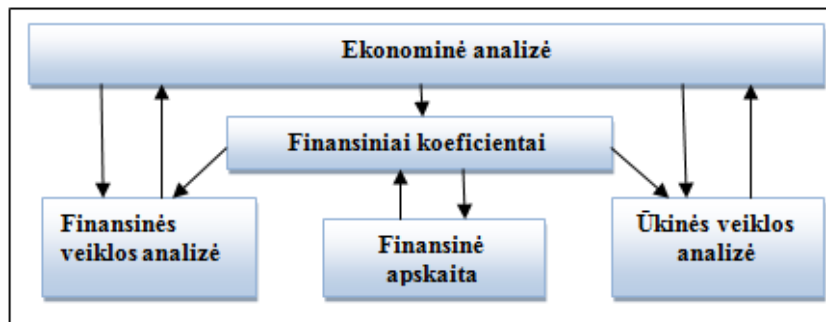 Ekonominė analizė
Finansiniai koeficientai
Finansinės
veiklos analizė
Finansinė
apskaita
Ūkinės veiklos
analizė